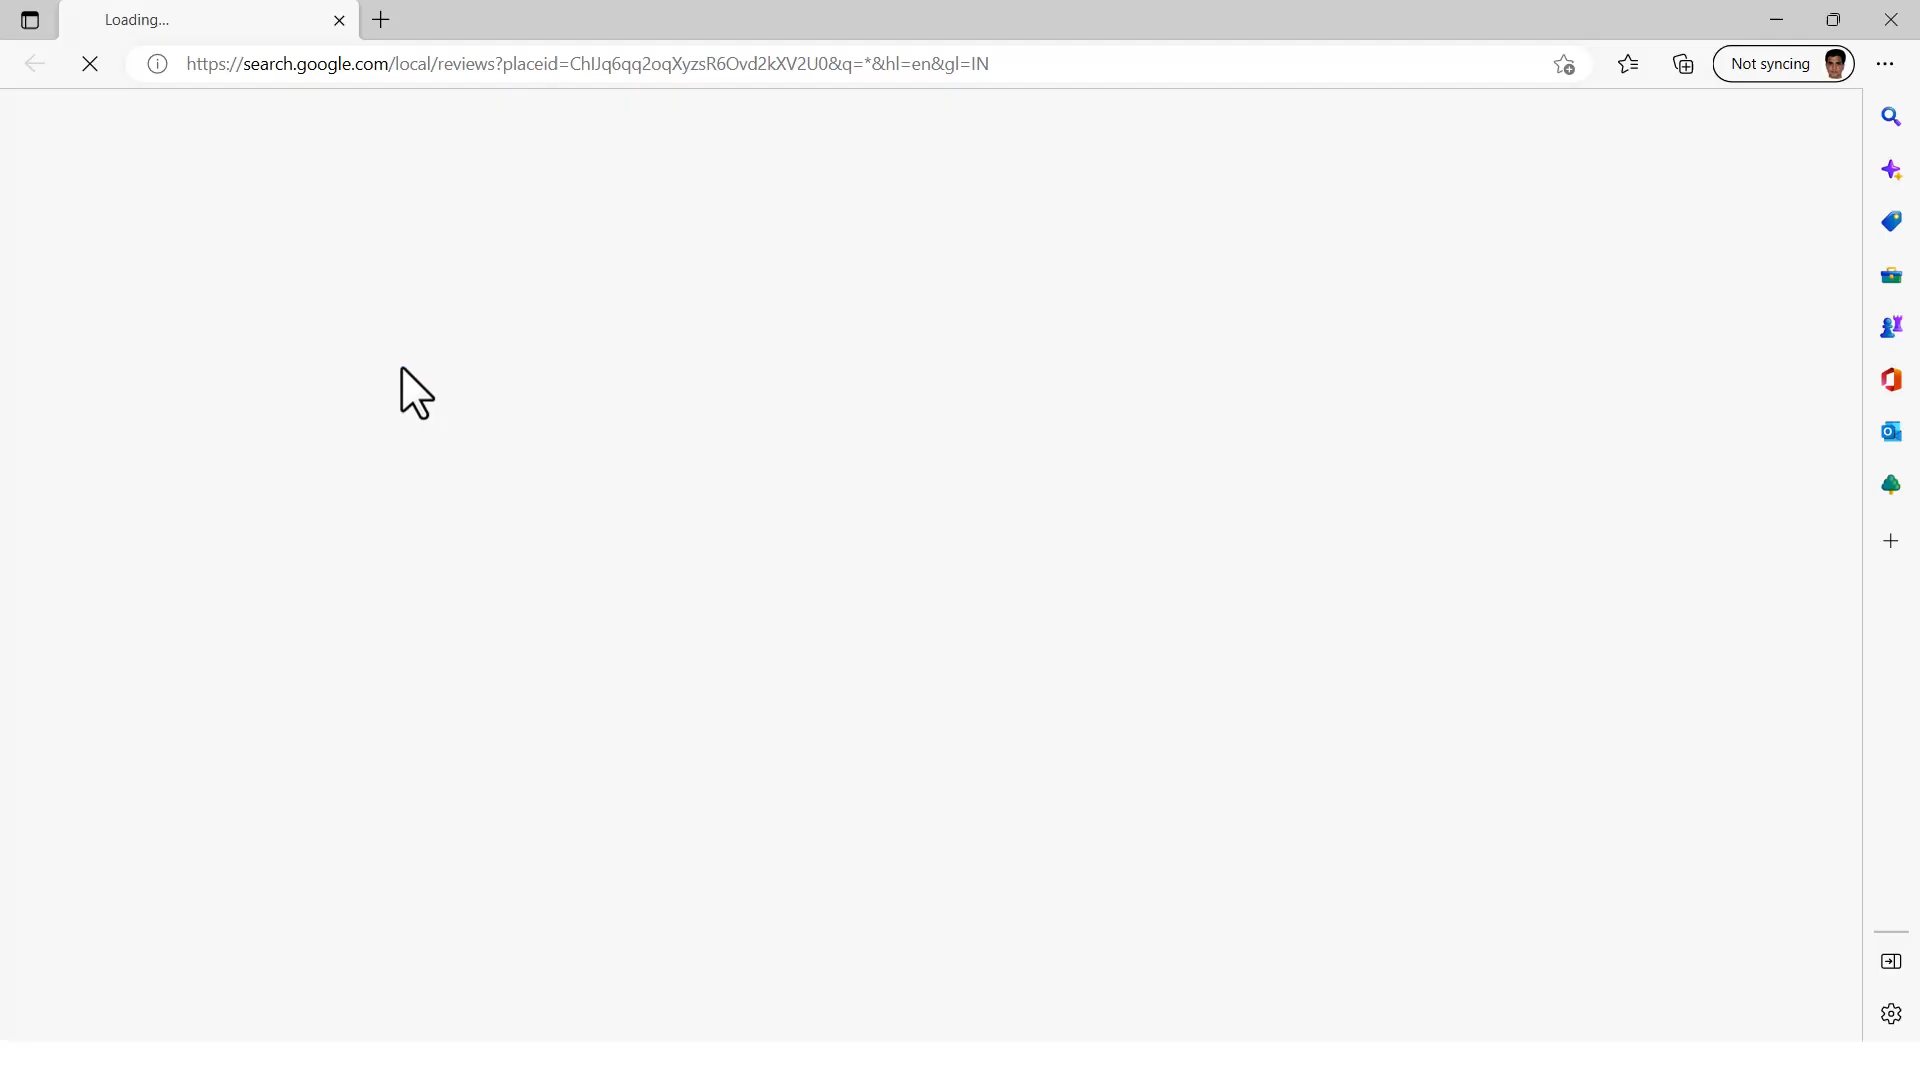 Loading...
https://search.google.com/local/reviews?placeid=ChIJq6qq2oqXyzsR6Ovd2kXV2U0&q=*&hl=en&gl=IN
Not syncing